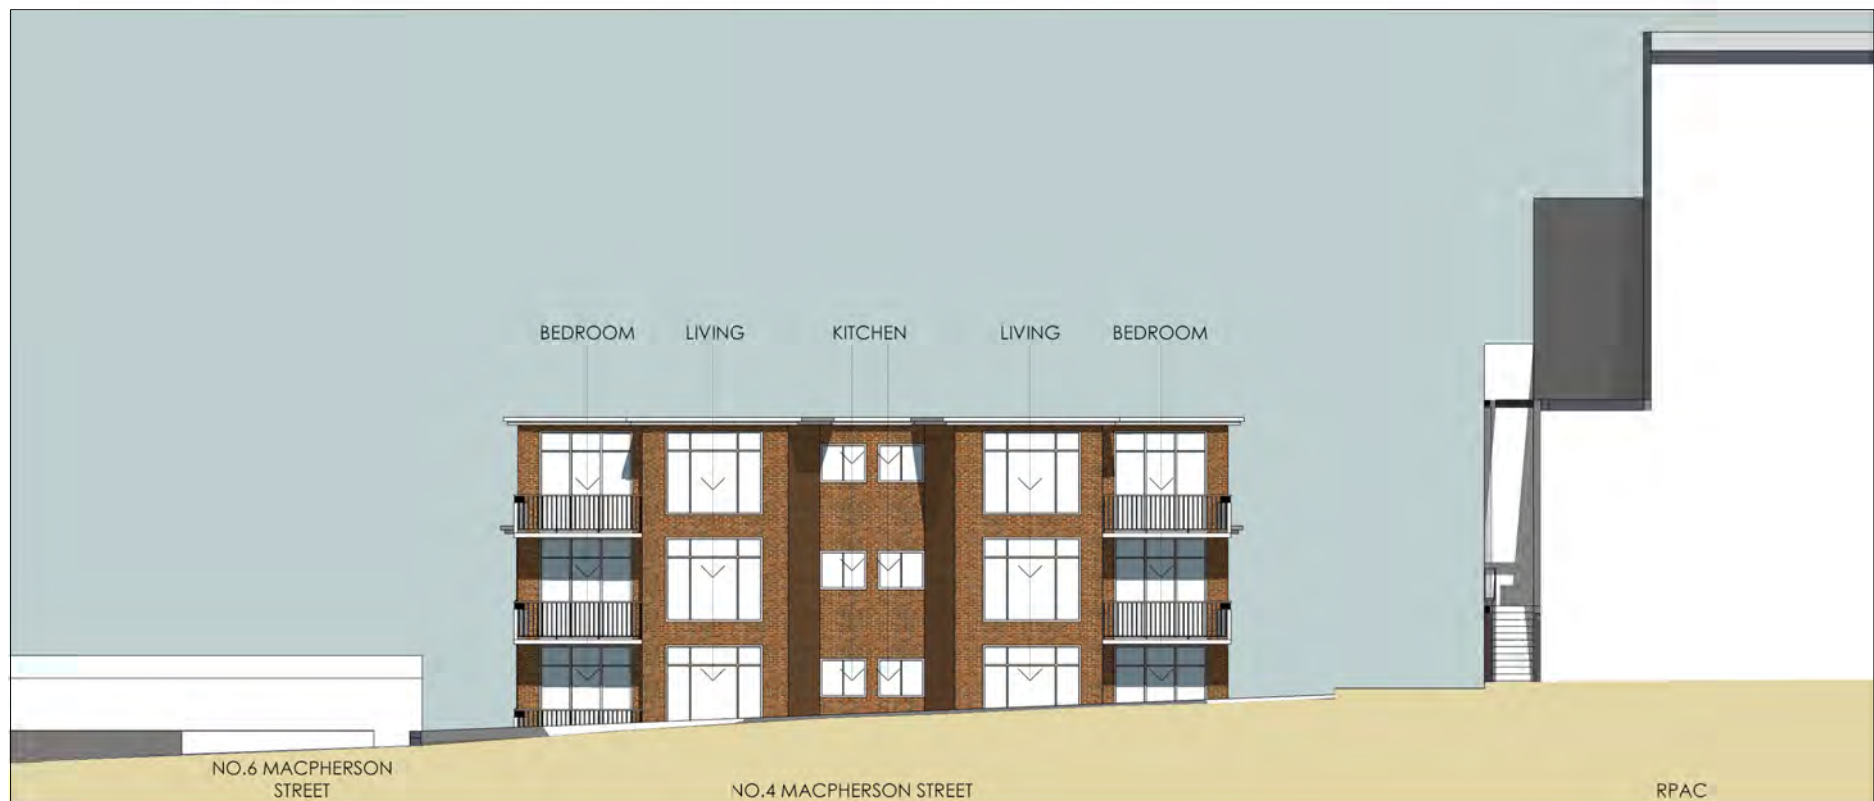 BEDROOM LIVING KITCHEN LIVING BEDROOM
NO.6 MACPHERSON
STREET
NO.4 MACPHERSON STREET
RPAC